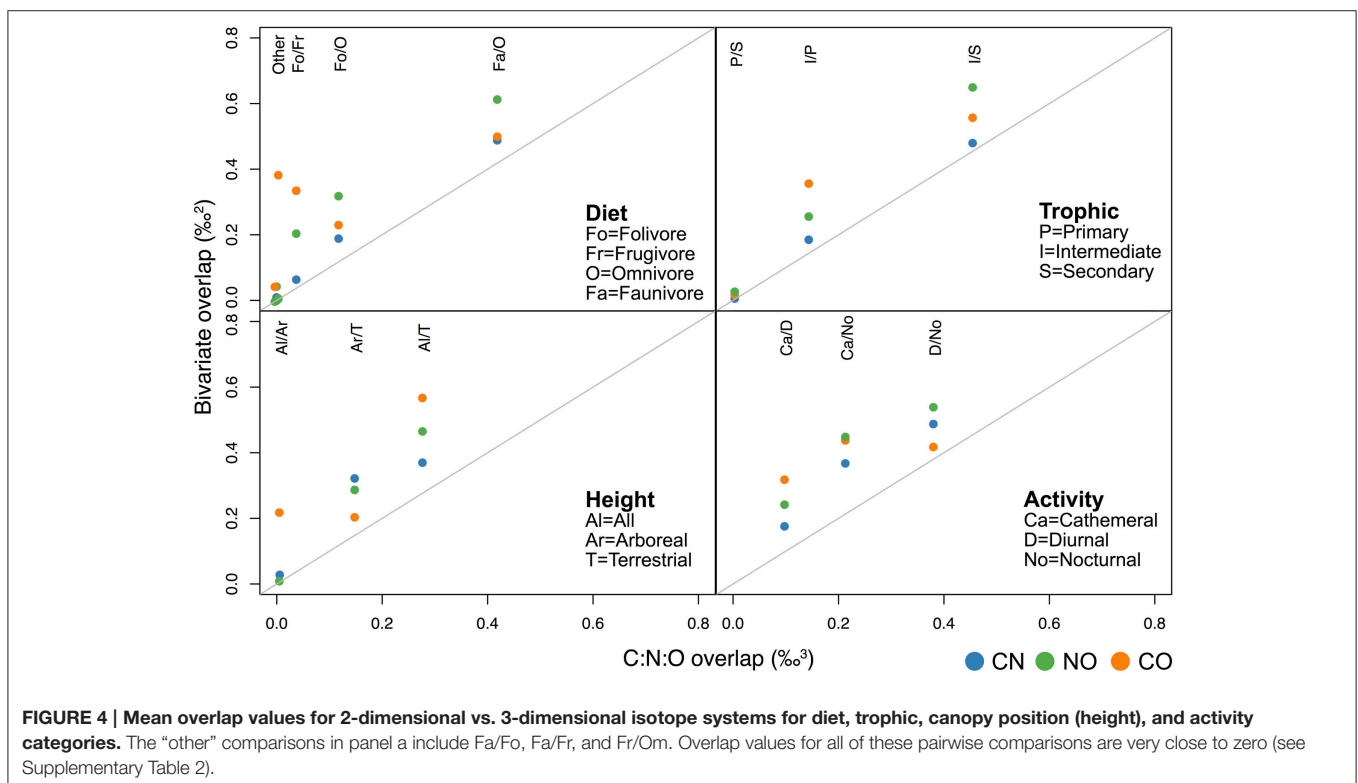 0.8
0.6
0.4
0.2
0.0
Other
Fo/Fr
Fo/O
Fa/O
Diet
Fo=Folivore
Fr=Frugivore
O=Omnivore
Fa=Faunivore
P/S
I/P
I/S
Trophic
P=Primary
I=Intermediate
S=Secondary
Bivariate overlap (‰²)
0.8
0.6
0.4
0.2
0.0
Al/Ar
Ar/T
Al/T
Height
Al=All
Ar=Arboreal
T=Terrestrial
Ca/D
Ca/No
D/No
Activity
Ca=Cathemeral
D=Diurnal
No=Nocturnal
0.0 0.2 0.4 0.6 0.8 0.0 0.2 0.4 0.6 0.8
C:N:O overlap (‰³)
CN NO CO
FIGURE 4 | Mean overlap values for 2-dimensional vs. 3-dimensional isotope systems for diet, trophic, canopy position (height), and activity
categories. The “other” comparisons in panel a include Fa/Fo, Fa/Fr, and Fr/Om. Overlap values for all of these pairwise comparisons are very close to zero (see
Supplementary Table 2).